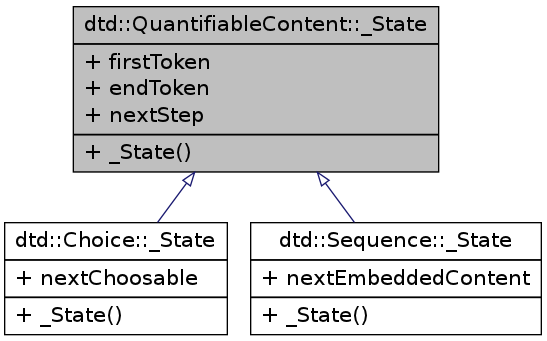 dtd::QuantifiableContent::_State
+ firstToken
+ endToken
+ nextStep
+ _State()
dtd::Choice::_State
+ nextChoosable
+ _State()
dtd::Sequence::_State
+ nextEmbeddedContent
+ _State()